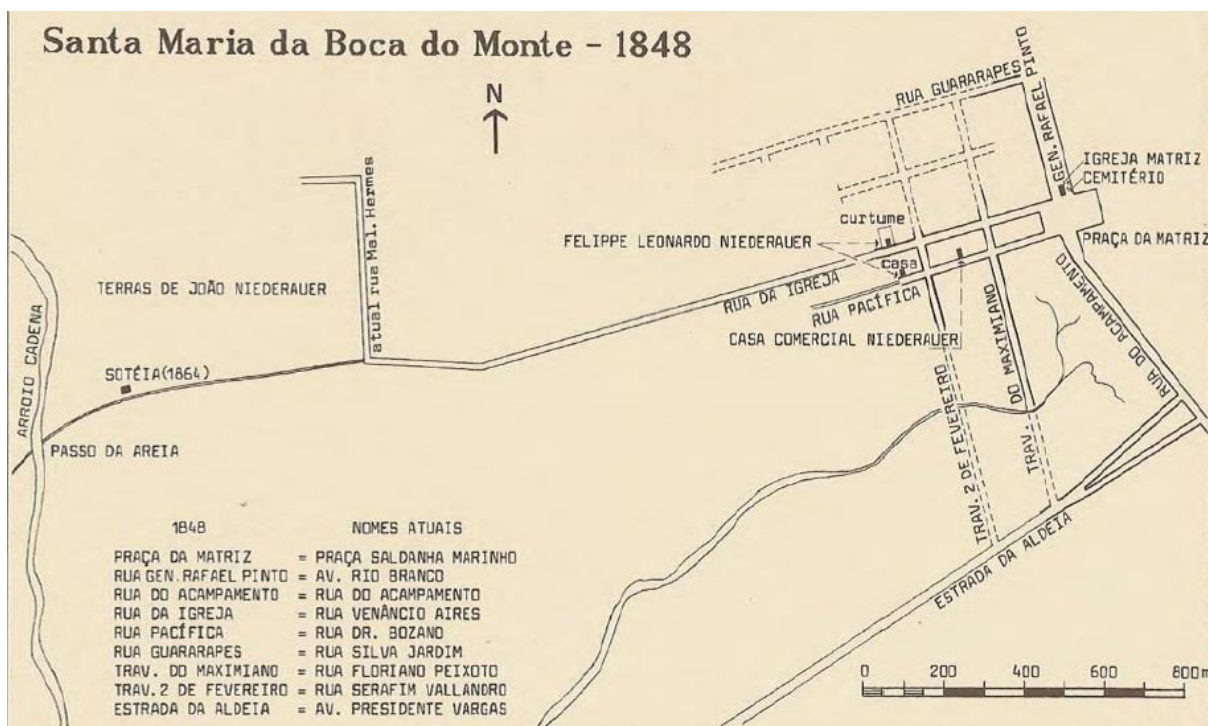 Santa Maria da Boca do Monte - 1848
N
RUA GUARARAPES
GEN. RAFAEL PINTO
IGREJA MATRIZ
CEMITÉRIO
atual rua Mal. Hermes
curtume
FELIPPE LEONARDO NIEDERAUER
PRAÇA DA MATRIZ
casa
TERRAS DE JOÃO NIEDERAUER
RUA DA IGREJA
RUA PACÍFICA
RUA DO ACAMPAMENTO
CASA COMERCIAL NIEDERAUER
ARROIO CADENA
SOTÉIA(1864)
TRAV. DO MAXIMIANO
RUA DO ACAMPAMENTO
PASSO DA AREIA
TRAV. 2 DE FEVEREIRO
ESTRADA DA ALDEIA
1848 NOMES ATUAIS
PRAÇA DA MATRIZ = PRAÇA SALDANHA MARINHO
RUA GEN. RAFAEL PINTO = AV. RIO BRANCO
RUA DO ACAMPAMENTO = RUA DO ACAMPAMENTO
RUA DA IGREJA = RUA VENÂNCIO AIRES
RUA PACÍFICA = RUA DR. BOZANO
RUA GUARARAPES = RUA SILVA JARDIM
TRAV. DO MAXIMIANO = RUA FLORIANO PEIXOTO
TRAV. 2 DE FEVEREIRO = RUA SERAFIM VALLANDRO
ESTRADA DA ALDEIA = AV. PRESIDENTE VARGAS
0 200 400 600 800m